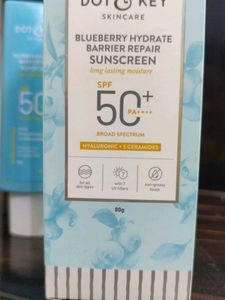 DOT & KEY
SKINCARE
BLUEBERRY HYDRATE
BARRIER REPAIR
SUNSCREEN
long lasting moisture
SPF
50+
PA++++
BROAD SPECTRUM
HYALURONIC + 5 CERAMIDES
for all
skin types
with 7
UV filters
non-greasy
finish
80g
50